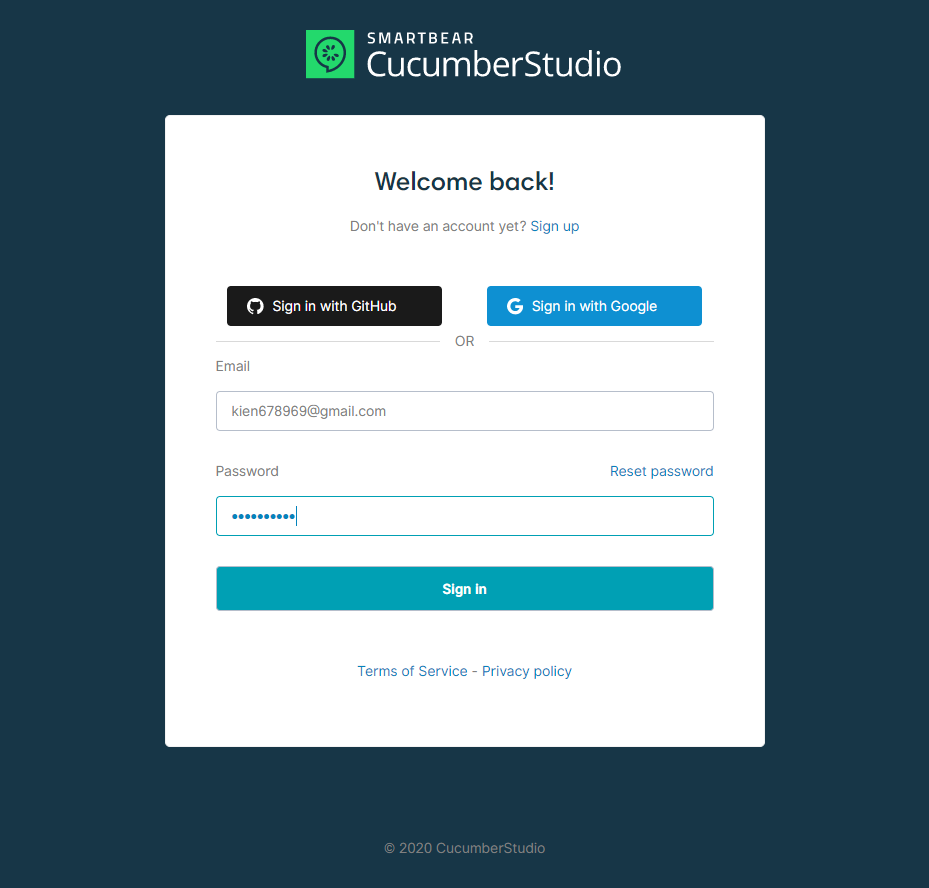 SMARTBEAR
CucumberStudio
Welcome back!
Don't have an account yet? Sign up
Sign in with GitHub
Sign in with Google
OR
Email
kien678969@gmail.com
Password
Reset password
••••••••••
Sign in
Terms of Service - Privacy policy
© 2020 CucumberStudio